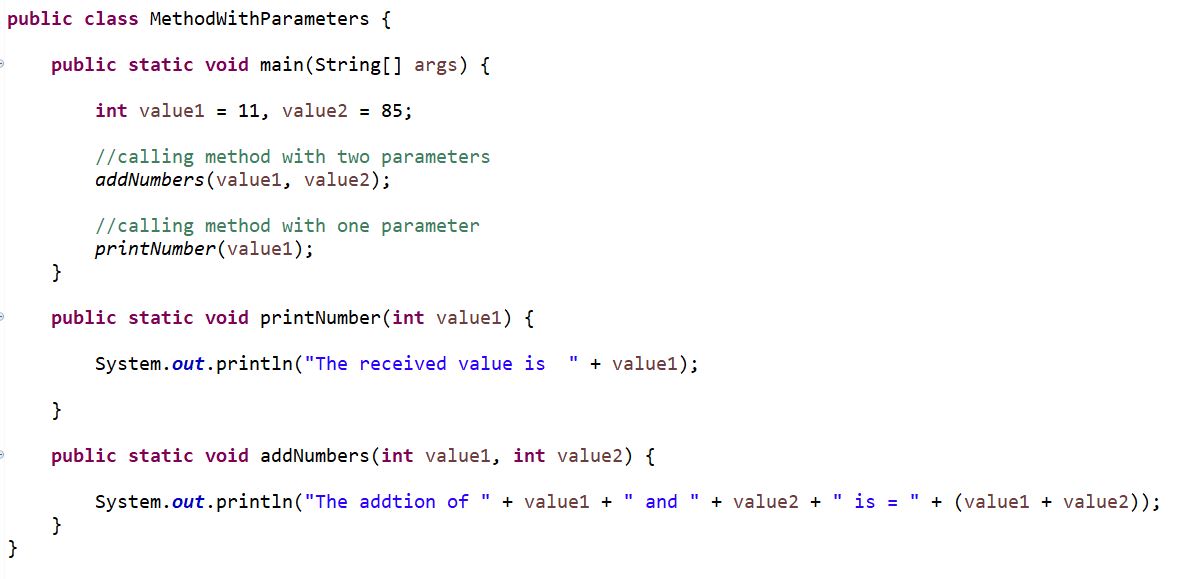 public class MethodWithParameters {
public static void main(String[] args) {
int value1 = 11, value2 = 85;
//calling method with two parameters
addNumbers(value1, value2);
//calling method with one parameter
printNumber(value1);
}
public static void printNumber(int value1) {
System.out.println("The received value is  " + value1);
}
public static void addNumbers(int value1, int value2) {
System.out.println("The addtion of " + value1 + " and " + value2 + " is = " + (value1 + value2));
}
}